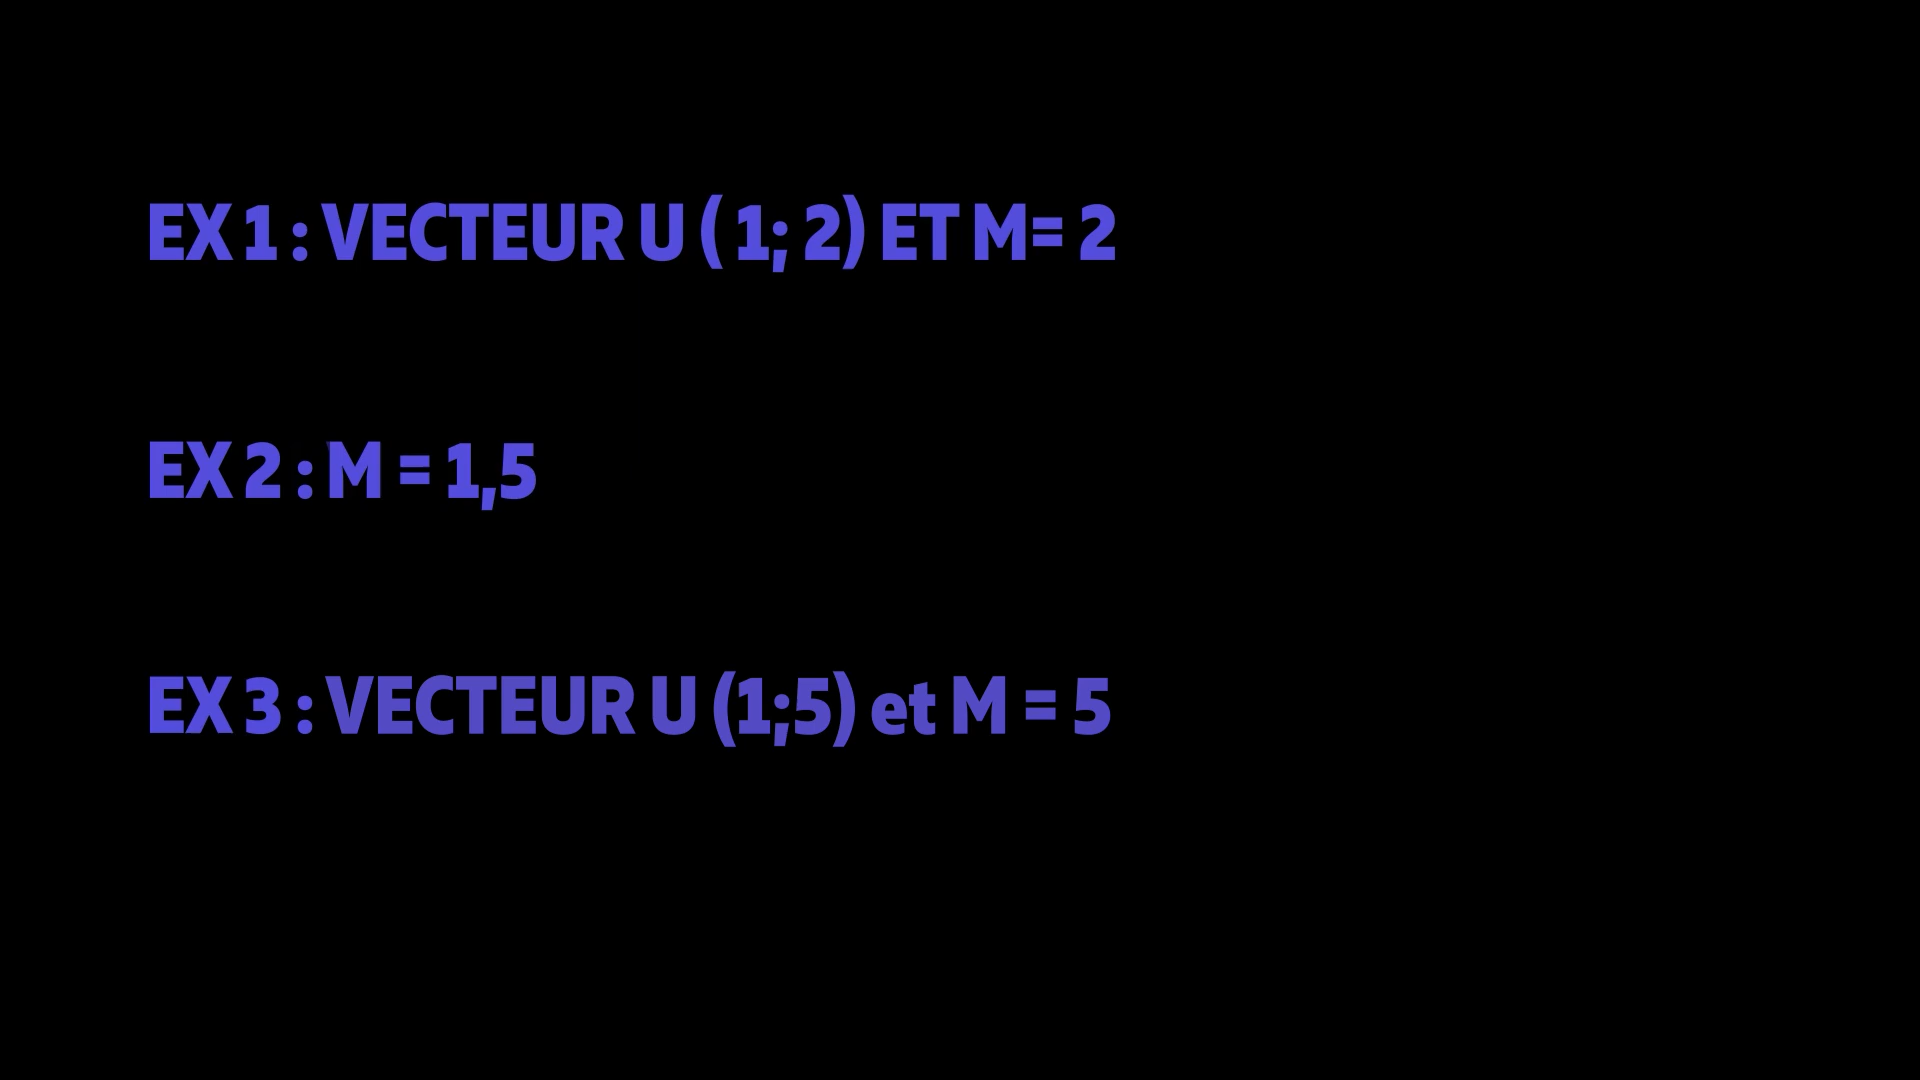 EX 1 : VECTEUR U ( 1; 2) ET M= 2
EX 2 : M = 1,5
EX 3 : VECTEUR U (1;5) et M = 5